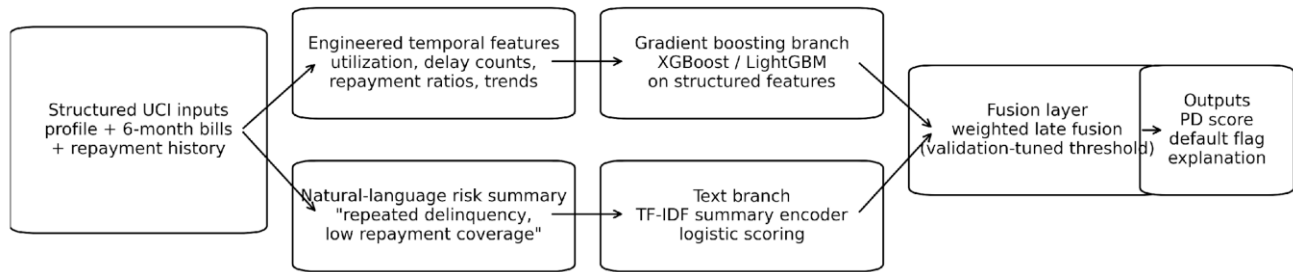 Structured UCI inputs
profile + 6-month bills
+ repayment history
Engineered temporal features
utilization, delay counts,
repayment ratios, trends
Gradient boosting branch
XGBoost / LightGBM
on structured features
Natural-language risk summary
"repeated delinquency,
low repayment coverage"
Text branch
TF-IDF summary encoder
logistic scoring
Fusion layer
weighted late fusion
(validation-tuned threshold)
Outputs
PD score
default flag
explanation